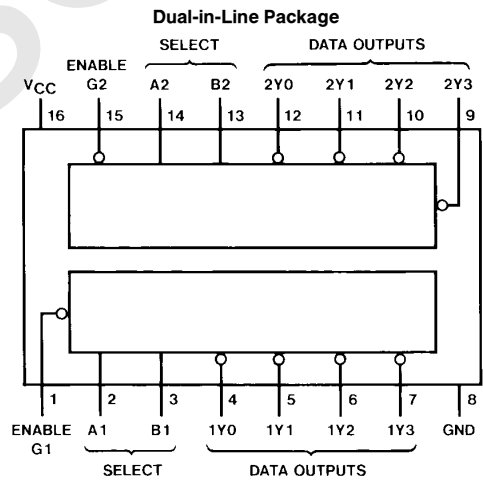 Dual-in-Line Package
SELECT DATA OUTPUTS
ENABLE
VCC G2 A2 B2 2Y0 2Y1 2Y2 2Y3
16 15 14 13 12 11 10 9
1 2 3 4 5 6 7 8
ENABLE A1 B1 1Y0 1Y1 1Y2 1Y3 GND
G1
SELECT DATA OUTPUTS